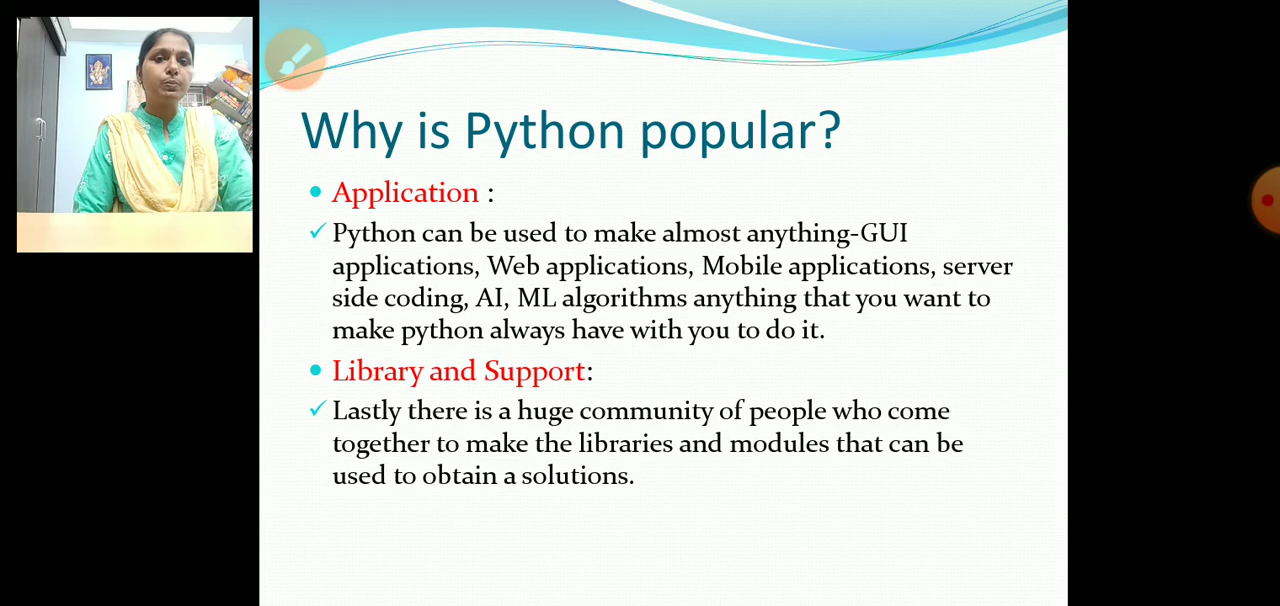 Why is Python popular?
Application :
Python can be used to make almost anything-GUI
applications, Web applications, Mobile applications, server
side coding, AI, ML algorithms anything that you want to
make python always have with you to do it.
Library and Support:
Lastly there is a huge community of people who come
together to make the libraries and modules that can be
used to obtain a solutions.